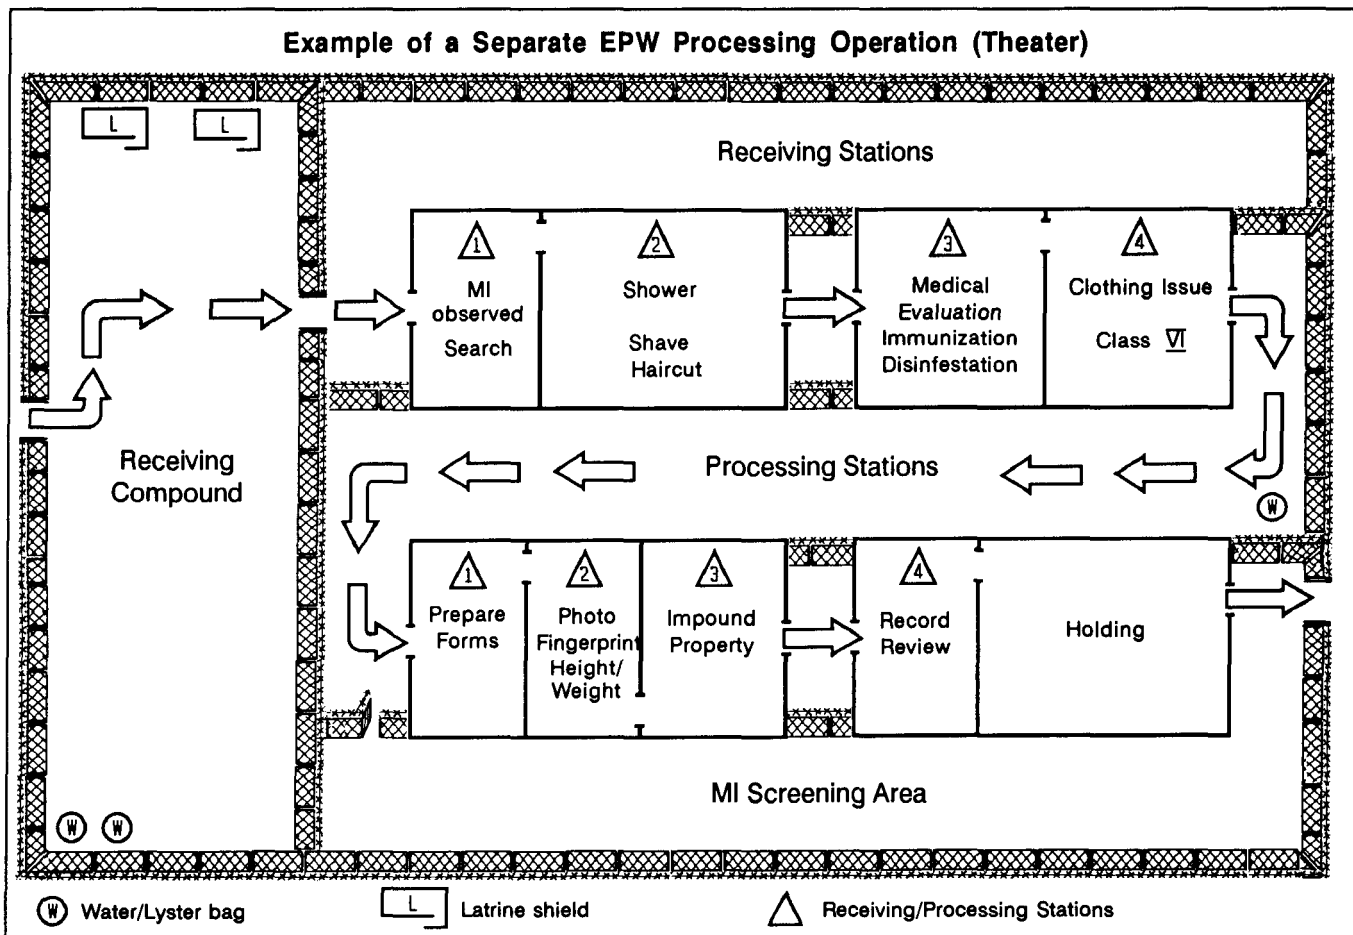 Example of a Separate EPW Processing Operation (Theater)
L
L
Receiving Stations
1
MI
observed
Search
2
Shower
Shave
Haircut
3
Medical
Evaluation
Immunization
Disinfestation
4
Clothing Issue
Class VI
Receiving
Compound
Processing Stations
W
1
Prepare
Forms
2
Photo
Fingerprint
Height/
Weight
3
Impound
Property
4
Record
Review
Holding
MI Screening Area
W W
W Water/Lyster bag
L Latrine shield
Receiving/Processing Stations